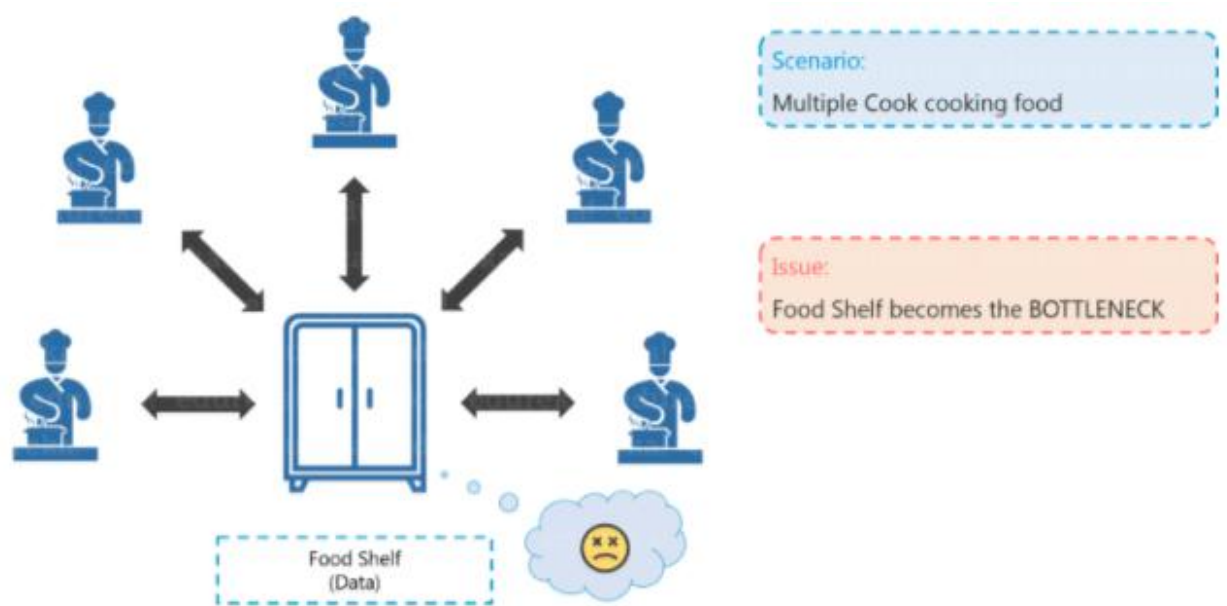 Scenario:
Multiple Cook cooking food
Issue:
Food Shelf becomes the BOTTLENECK
Food Shelf
(Data)